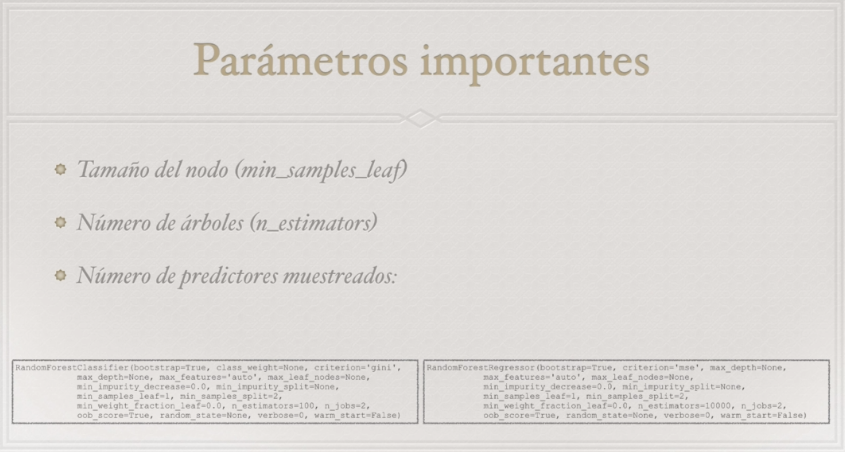 Parámetros importantes
Tamaño del nodo (min_samples_leaf)
Número de árboles (n_estimators)
Número de predictores muestreados:
RandomForestClassifier(bootstrap=True, class_weight=None, criterion='gini',
max_depth=None, max_features='auto', max_leaf_nodes=None,
min_impurity_decrease=0.0, min_impurity_split=None,
min_samples_leaf=1, min_samples_split=2,
min_weight_fraction_leaf=0.0, n_estimators=100, n_jobs=2,
oob_score=True, random_state=None, verbose=0, warm_start=False)
RandomForestRegressor(bootstrap=True, criterion='mse', max_depth=None,
max_features='auto', max_leaf_nodes=None,
min_impurity_decrease=0.0, min_impurity_split=None,
min_samples_leaf=1, min_samples_split=2,
min_weight_fraction_leaf=0.0, n_estimators=10000, n_jobs=2,
oob_score=True, random_state=None, verbose=0, warm_start=False)